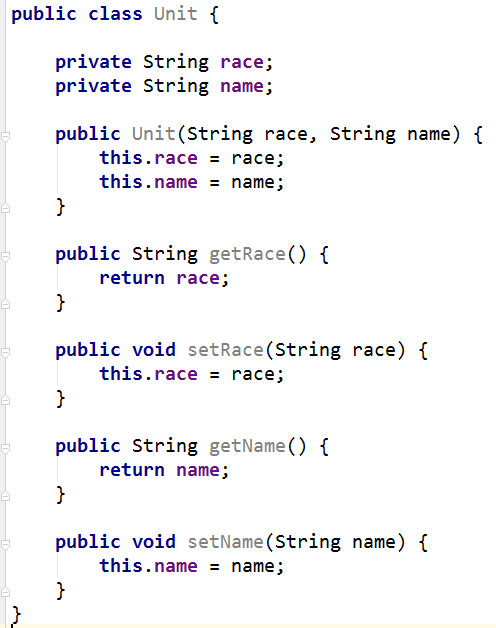 public class Unit {
private String race;
private String name;
public Unit(String race, String name) {
this.race = race;
this.name = name;
}
public String getRace() {
return race;
}
public void setRace(String race) {
this.race = race;
}
public String getName() {
return name;
}
public void setName(String name) {
this.name = name;
}
}